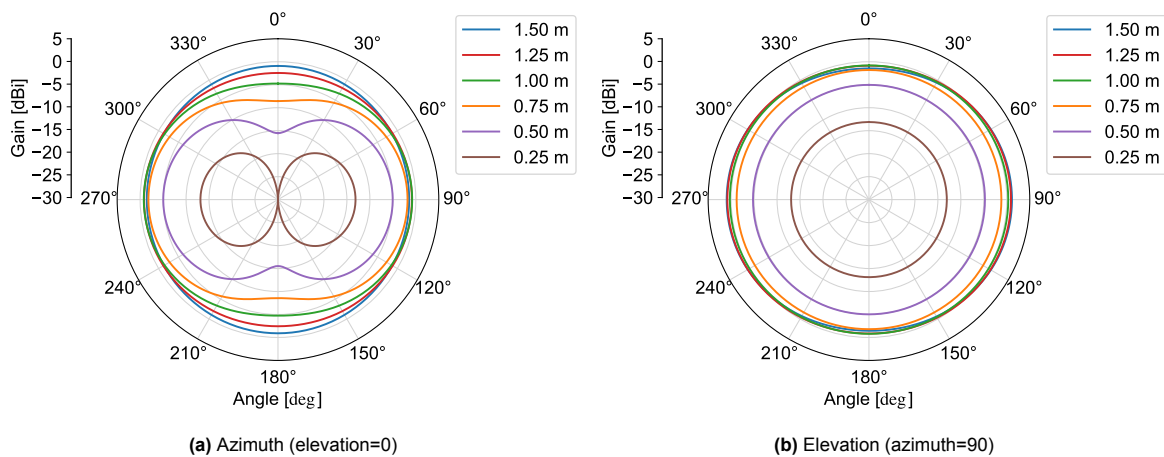 0°
30°
60°
90°
120°
150°
180°
210°
240°
270°
300°
330°
5
0
−5
−10
−15
−20
−25
−30
Gain [dBi]
Angle [deg]
1.50 m
1.25 m
1.00 m
0.75 m
0.50 m
0.25 m
(a) Azimuth (elevation=0)
0°
30°
60°
90°
120°
150°
180°
210°
240°
270°
300°
330°
5
0
−5
−10
−15
−20
−25
−30
Gain [dBi]
Angle [deg]
1.50 m
1.25 m
1.00 m
0.75 m
0.50 m
0.25 m
(b) Elevation (azimuth=90)